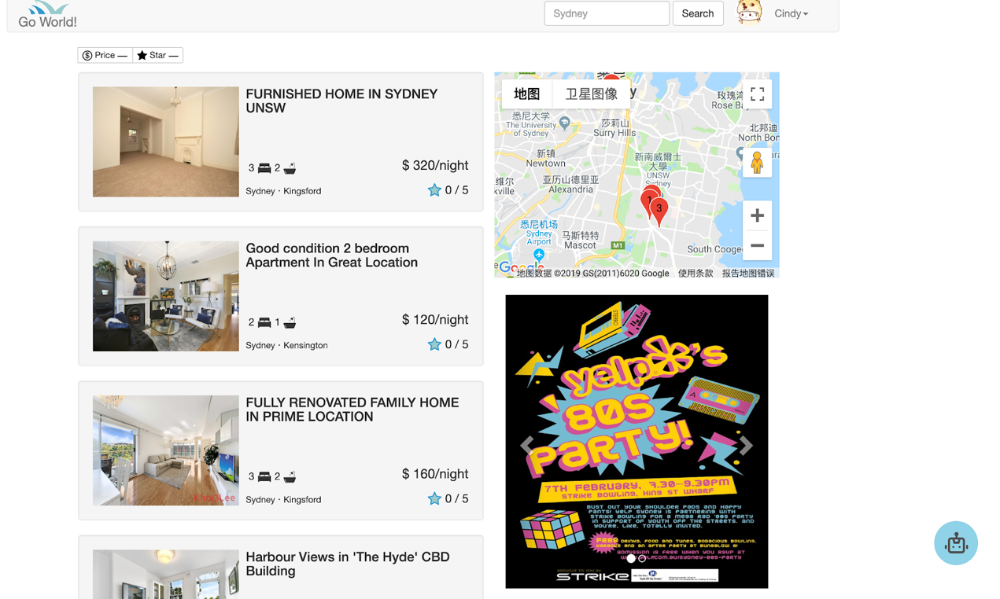 Go World!
Sydney
Search
Cindy
Price —
Star —
FURNISHED HOME IN SYDNEY
UNSW
3 2
$ 320/night
Sydney · Kingsford
0 / 5
Good condition 2 bedroom
Apartment In Great Location
2 1
$ 120/night
Sydney · Kensington
0 / 5
FULLY RENOVATED FAMILY HOME
IN PRIME LOCATION
3 2
$ 160/night
Sydney · Kingsford
0 / 5
Harbour Views in 'The Hyde' CBD
Building
地图
卫星图像
y
玫瑰湾
Rose Bay
悉尼大学
The University
of Sydney
莎莉山
Surry Hills
北邦迪
North Bon
新镇
Newtown
新南威爾士
大學
UNSW
Sydney
维尔
kville
亚历山德里亚
Alexandria
悉尼机场
Sydney
Airport
马斯特特
Mascot
M1
1
3
South Coogee
Google
地图数据 ©2019 GS(2011)6020 Google
使用条款
报告地图错误
STEREO
yelp's
80s
PARTY!
A
7TH FEBRUARY, 7.30-9.30PM
STRIKE BOWLING, KING ST WHARF
BUST OUT YOUR SHOULDER PADS AND HAPPY
PANTS! YELP SYDNEY IS PARTNERING WITH
STRIKE BOWLING FOR A MEGA RAD '80S PARTY
IN SUPPORT OF YOUTH OFF THE STREETS. AND
YOU'RE, LIKE, TOTALLY INVITED.
FREE DRINKS, FOOD AND TUNES, BODACIOUS BOWLING,
KARAOKE AND AN AFTER PARTY AT BUNGALOW 8!
ADMISSION IS FREE WHEN YOU RSVP AT
BROUGHT TO YOU BY:
STRIKE